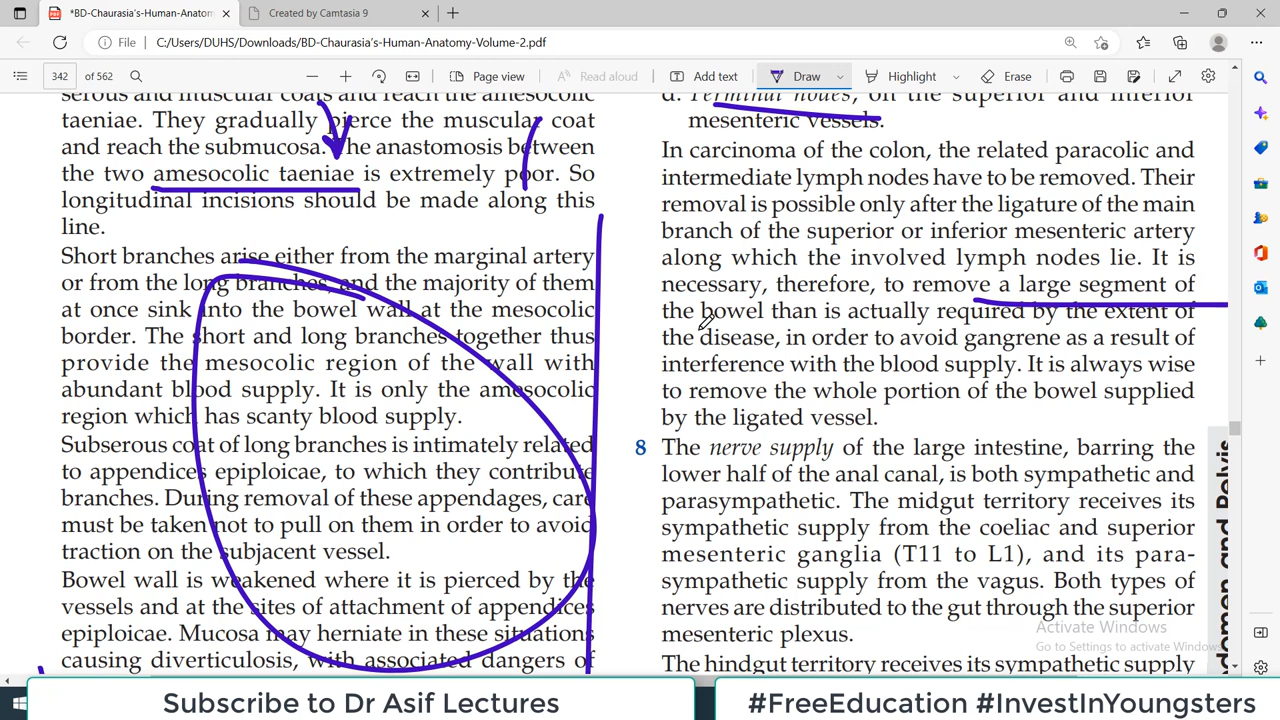 *BD-Chaurasia's-Human-Anatomy
Created by Camtasia 9
File
C:/Users/DUHS/Downloads/BD-Chaurasia's-Human-Anatomy-Volume-2.pdf
342 of 562
Page view
Read aloud
Add text
Draw
Highlight
Erase
serous and muscular coats and reach the amesocolic
taeniae. They gradually pierce the muscular coat
and reach the submucosa. The anastomosis between
the two amesocolic taeniae is extremely poor. So
longitudinal incisions should be made along this
line.
Short branches arise either from the marginal artery
or from the long branches, and the majority of them
at once sink into the bowel wall at the mesocolic
border. The short and long branches together thus
provide the mesocolic region of the wall with
abundant blood supply. It is only the amesocolic
region which has scanty blood supply.
Subserous coat of long branches is intimately related
to appendices epiploicae, to which they contribute
branches. During removal of these appendages, care
must be taken not to pull on them in order to avoid
traction on the subjacent vessel.
Bowel wall is weakened where it is pierced by the
vessels and at the sites of attachment of appendices
epiploicae. Mucosa may herniate in these situations
causing diverticulosis, with associated dangers of
d. Terminal nodes, on the superior and inferior
mesenteric vessels.
In carcinoma of the colon, the related paracolic and
intermediate lymph nodes have to be removed. Their
removal is possible only after the ligature of the main
branch of the superior or inferior mesenteric artery
along which the involved lymph nodes lie. It is
necessary, therefore, to remove a large segment of
the bowel than is actually required by the extent of
the disease, in order to avoid gangrene as a result of
interference with the blood supply. It is always wise
to remove the whole portion of the bowel supplied
by the ligated vessel.
8 The nerve supply of the large intestine, barring the
lower half of the anal canal, is both sympathetic and
parasympathetic. The midgut territory receives its
sympathetic supply from the coeliac and superior
mesenteric ganglia (T11 to L1), and its para-
sympathetic supply from the vagus. Both types of
nerves are distributed to the gut through the superior
mesenteric plexus.
The hindgut territory receives its sympathetic supply
domen and Pelvis
Activate Windows
Go to Settings to activate Windows
Subscribe to Dr Asif Lectures
#FreeEducation #InvestInYoungsters